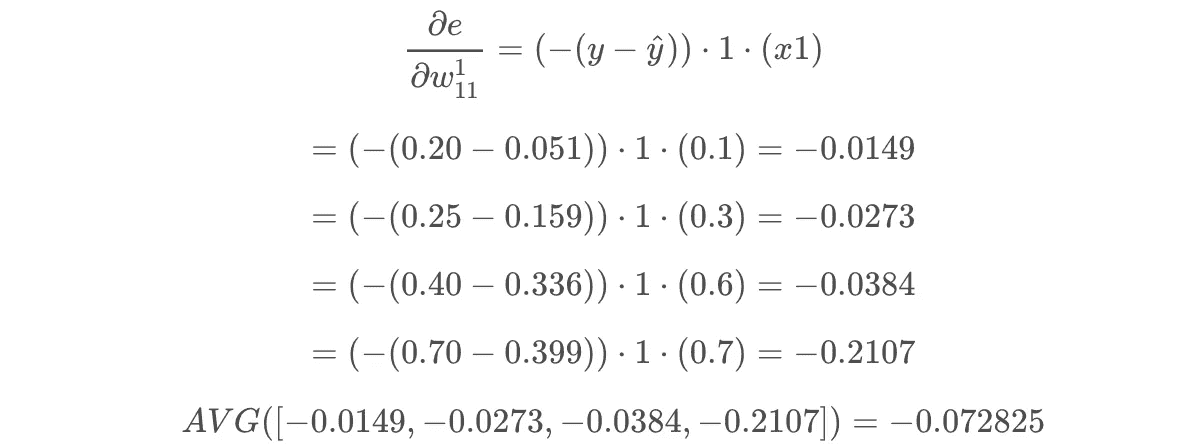 ∂e/∂w¹₁₁ = (−(y − ŷ)) · 1 · (x1)
= (−(0.20 − 0.051)) · 1 · (0.1) = −0.0149
= (−(0.25 − 0.159)) · 1 · (0.3) = −0.0273
= (−(0.40 − 0.336)) · 1 · (0.6) = −0.0384
= (−(0.70 − 0.399)) · 1 · (0.7) = −0.2107
AVG([−0.0149, −0.0273, −0.0384, −0.2107]) = −0.072825